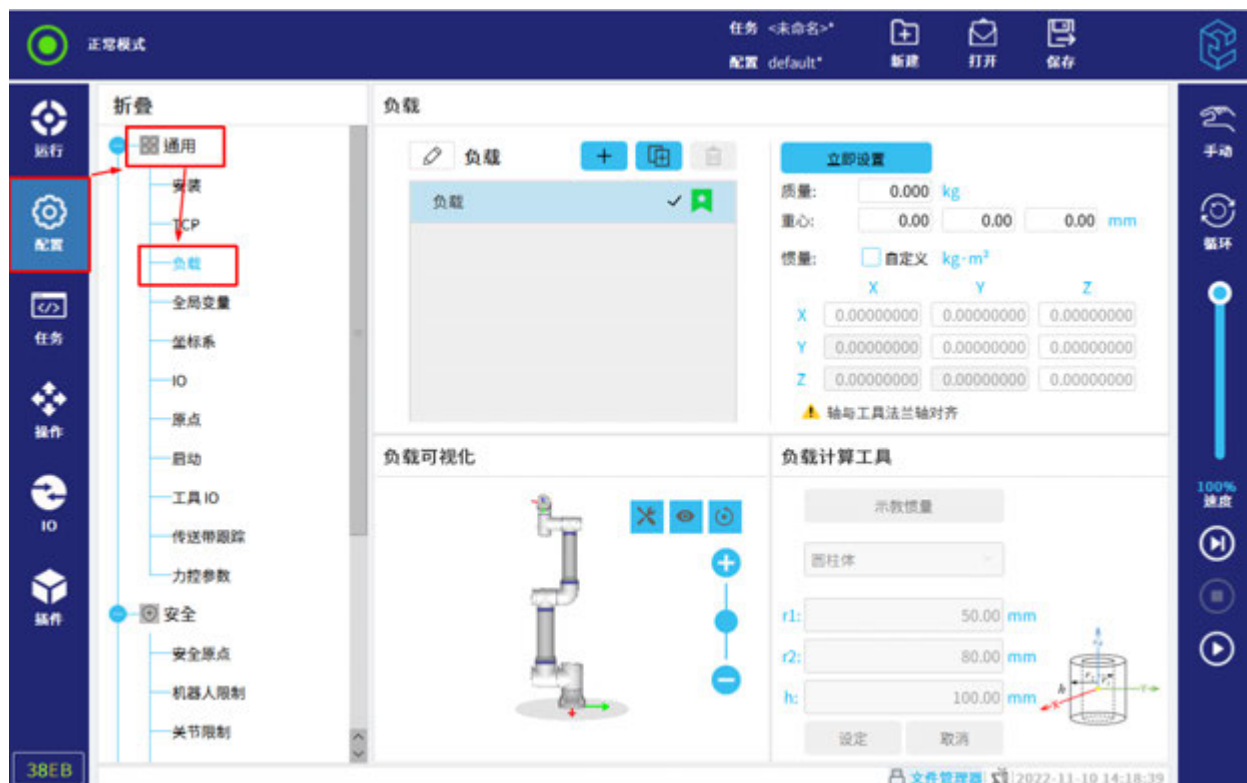 正常模式
任务 <未命名>*
配置 default*
新建
打开
保存
运行
配置
任务
操作
IO
插件
38EB
折叠
通用
安装
TCP
负载
全局变量
坐标系
IO
原点
启动
工具 IO
传送带跟踪
力控参数
安全
安全原点
机器人限制
关节限制
负载
负载
负载
立即设置
质量: 0.000 kg
重心: 0.00 0.00 0.00 mm
惯量: 自定义 kg·m²
X Y Z
X 0.00000000 0.00000000 0.00000000
Y 0.00000000 0.00000000 0.00000000
Z 0.00000000 0.00000000 0.00000000
轴与工具法兰轴对齐
负载可视化
负载计算工具
示教惯量
圆柱体
r1: 50.00 mm
r2: 80.00 mm
h: 100.00 mm
设定 取消
文件管理器 2022-11-10 14:18:39
手动
循环
100%
速度